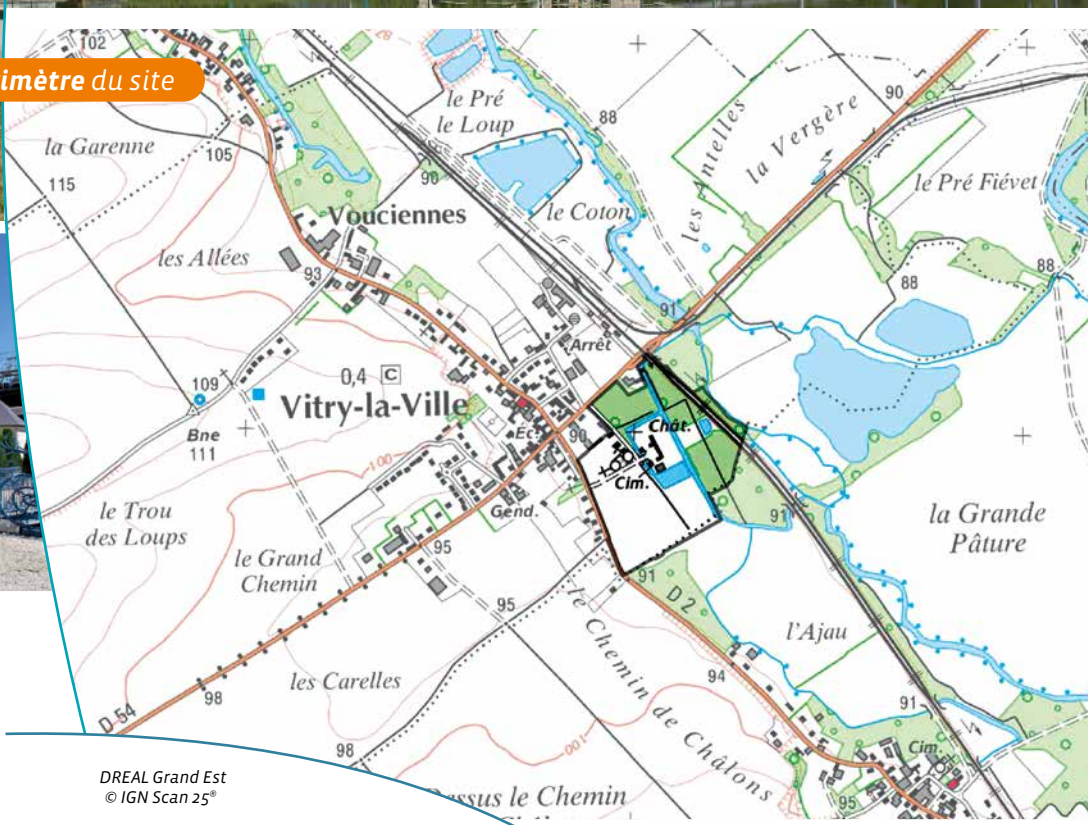 imètre du site
102
83
le Pré
le Loup
88
90
la Garenne
105
115
90
les Antelles
la Vergère
le Pré Fiévet
Vouciennes
le Coton
les Allées
93
88
88
91
Arrêt
109
0,4 C
Vitry-la-Ville
Bne
111
Éc.
90
Chât.
Cim.
100
Gend.
le Trou
des Loups
91
la Grande
Pâture
95
le Grand
Chemin
91
D 2
95
l'Ajau
le Chemin de Châlons
94
les Carelles
98
91
D 54
100
98
Cim.
95
essus le Chemin
DREAL Grand Est
© IGN Scan 25®